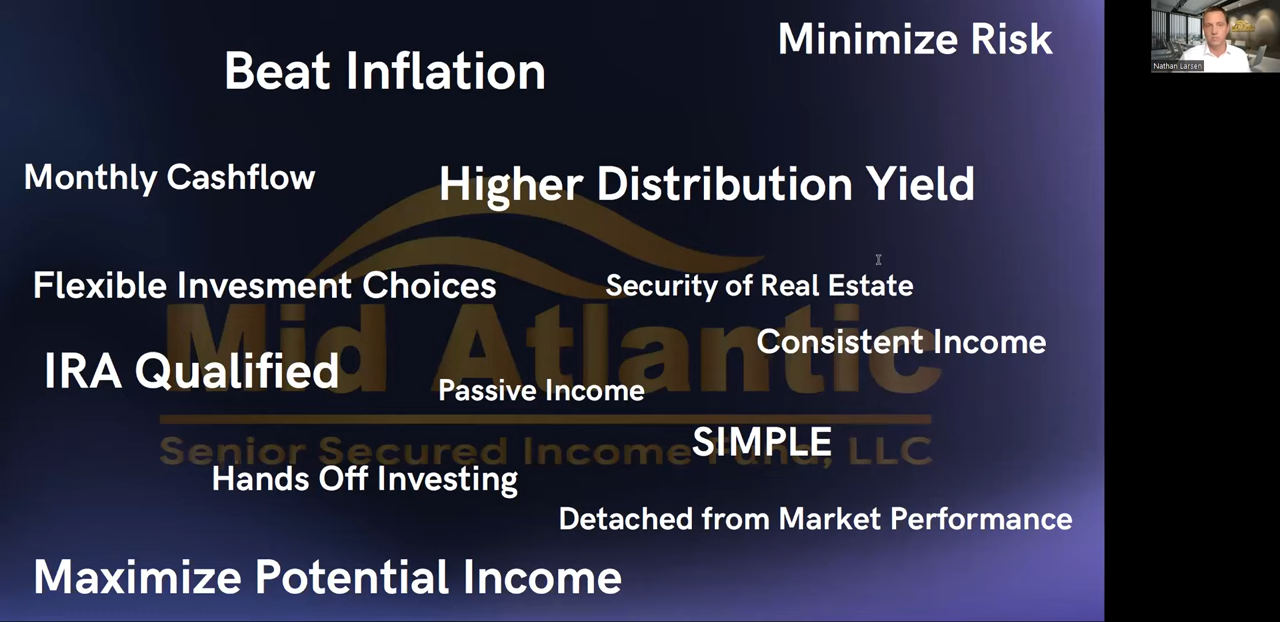 Minimize Risk
Beat Inflation
Nathan Larsen
Monthly Cashflow
Higher Distribution Yield
Flexible Invesment Choices
Security of Real Estate
Mid Atlantic
Consistent Income
IRA Qualified
Passive Income
SIMPLE
Senior Secured Income Fund, LLC
Hands Off Investing
Detached from Market Performance
Maximize Potential Income